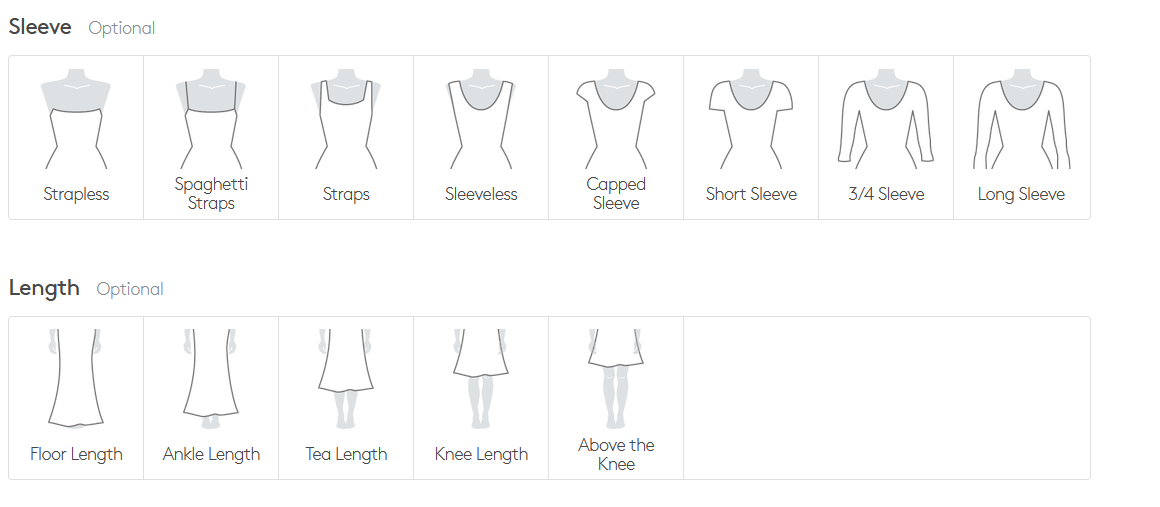 Sleeve Optional
Strapless
Spaghetti
Straps
Straps
Sleeveless
Capped
Sleeve
Short Sleeve
3/4 Sleeve
Long Sleeve
Length Optional
Floor Length
Ankle Length
Tea Length
Knee Length
Above the
Knee